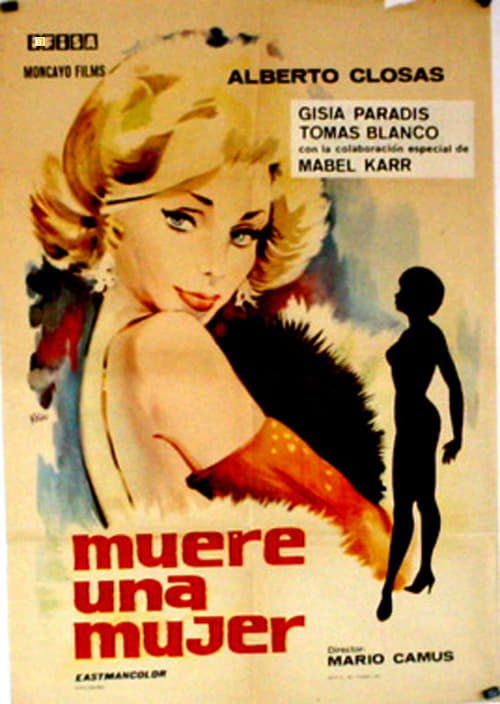 MONCAYO FILMS
ALBERTO CLOSAS
GISIA PARADIS
TOMAS BLANCO
con la colaboración especial de
MABEL KARR
muere
una
mujer
EASTMANCOLOR
Director:
MARIO CAMUS